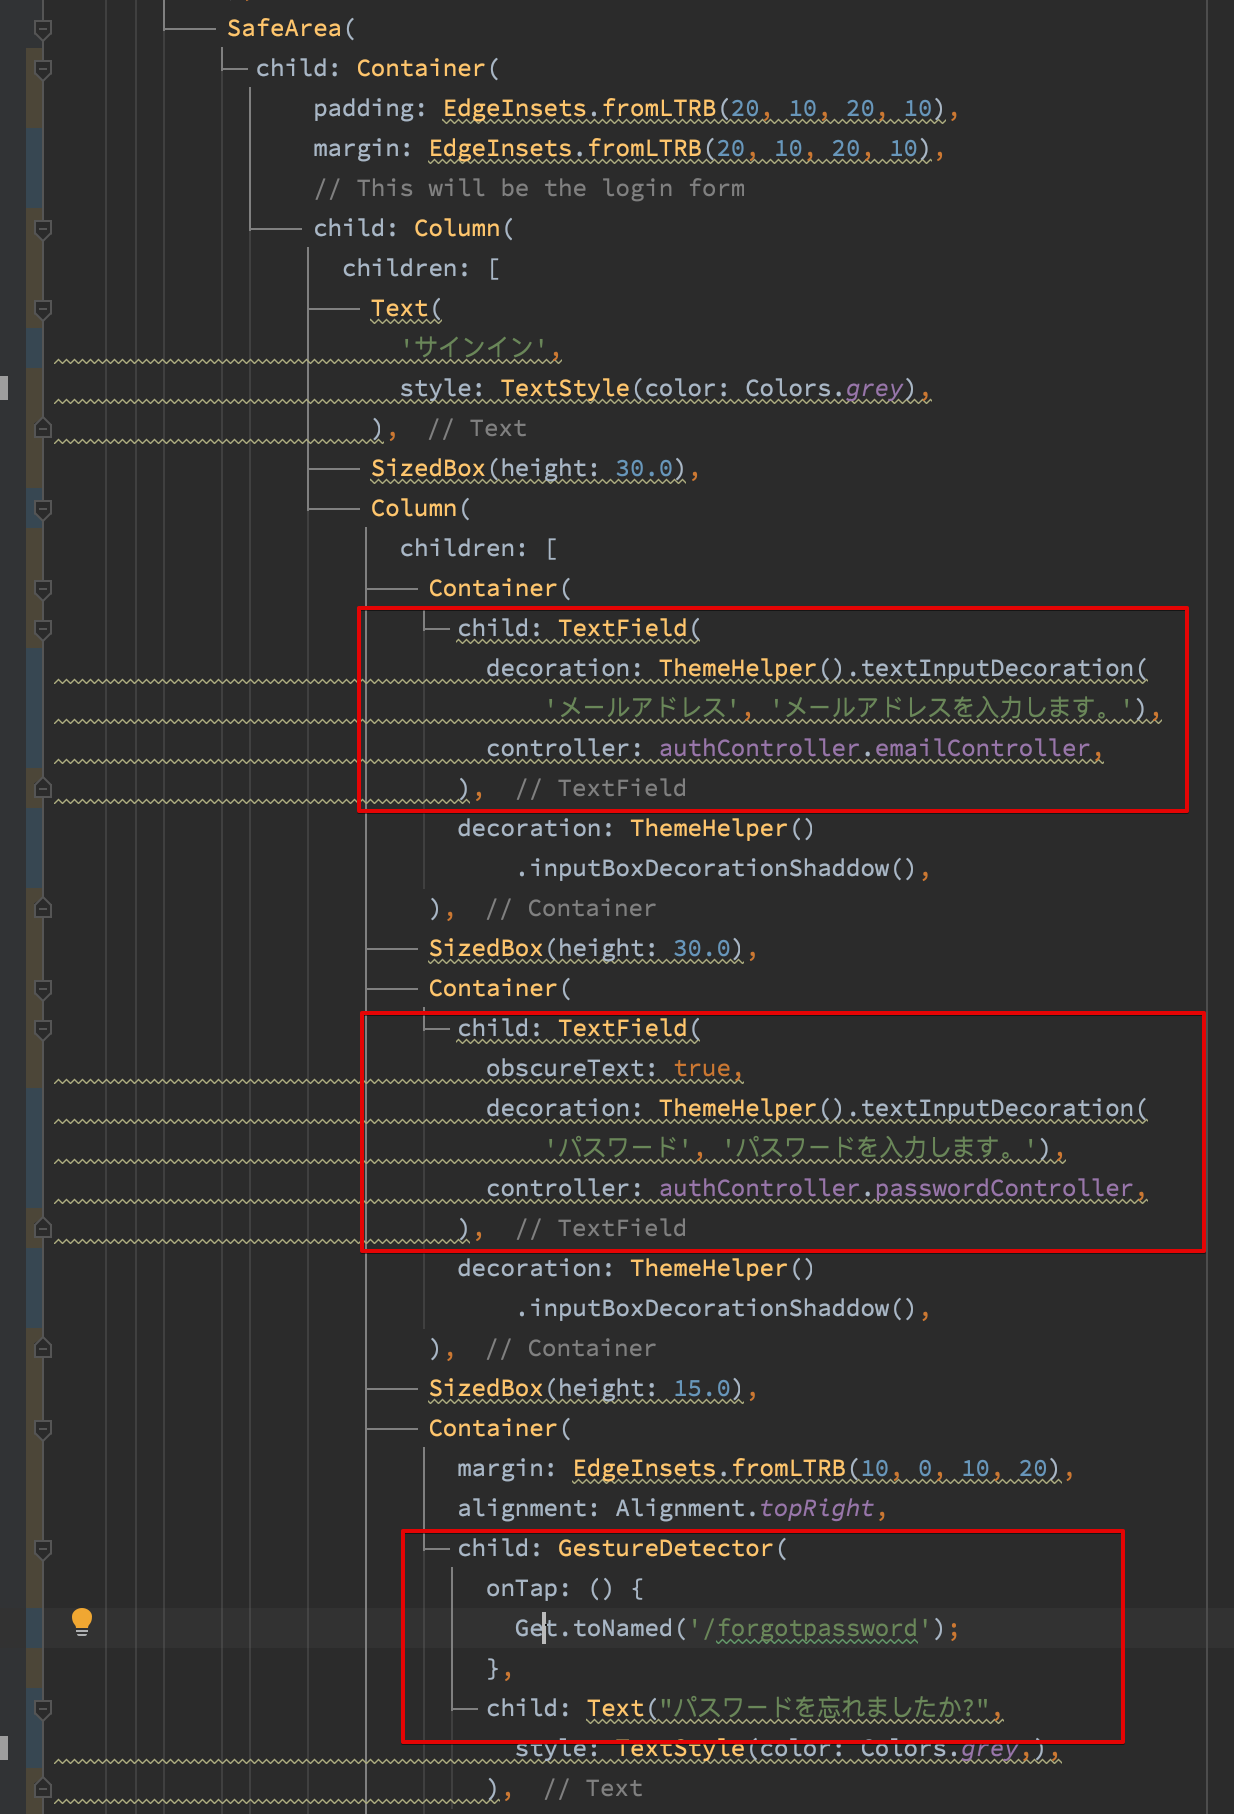 SafeArea(
child: Container(
padding: EdgeInsets.fromLTRB(20, 10, 20, 10),
margin: EdgeInsets.fromLTRB(20, 10, 20, 10),
// This will be the login form
child: Column(
children: [
Text(
'サインイン',
style: TextStyle(color: Colors.grey),
), // Text
SizedBox(height: 30.0),
Column(
children: [
Container(
child: TextField(
decoration: ThemeHelper().textInputDecoration(
'メールアドレス', 'メールアドレスを入力します。'),
controller: authController.emailController,
), // TextField
decoration: ThemeHelper()
.inputBoxDecorationShaddow(),
), // Container
SizedBox(height: 30.0),
Container(
child: TextField(
obscureText: true,
decoration: ThemeHelper().textInputDecoration(
'パスワード', 'パスワードを入力します。'),
controller: authController.passwordController,
), // TextField
decoration: ThemeHelper()
.inputBoxDecorationShaddow(),
), // Container
SizedBox(height: 15.0),
Container(
margin: EdgeInsets.fromLTRB(10, 0, 10, 20),
alignment: Alignment.topRight,
child: GestureDetector(
onTap: () {
Get.toNamed('/forgotpassword');
},
child: Text("パスワードを忘れましたか?",
style: TextStyle(color: Colors.grey,),
), // Text